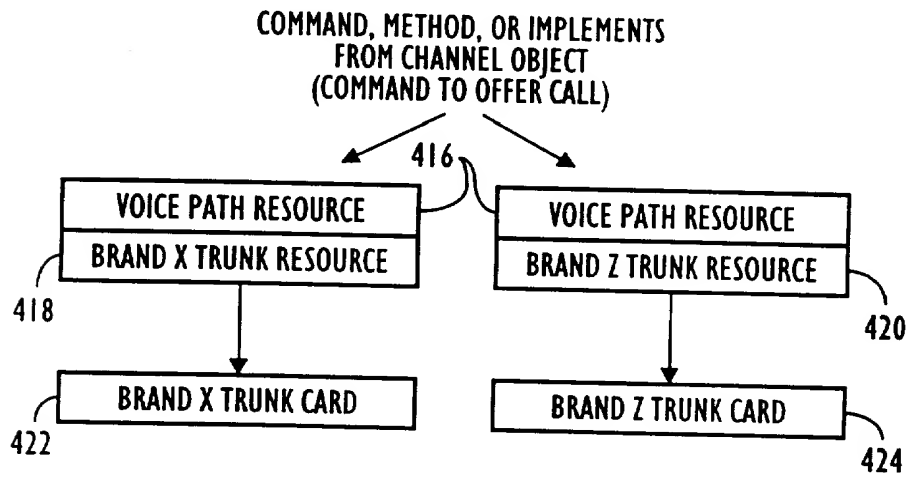 COMMAND, METHOD, OR IMPLEMENTS
FROM CHANNEL OBJECT
(COMMAND TO OFFER CALL)
416
VOICE PATH RESOURCE
BRAND X TRUNK RESOURCE
418
VOICE PATH RESOURCE
BRAND Z TRUNK RESOURCE
420
BRAND X TRUNK CARD
422
BRAND Z TRUNK CARD
424